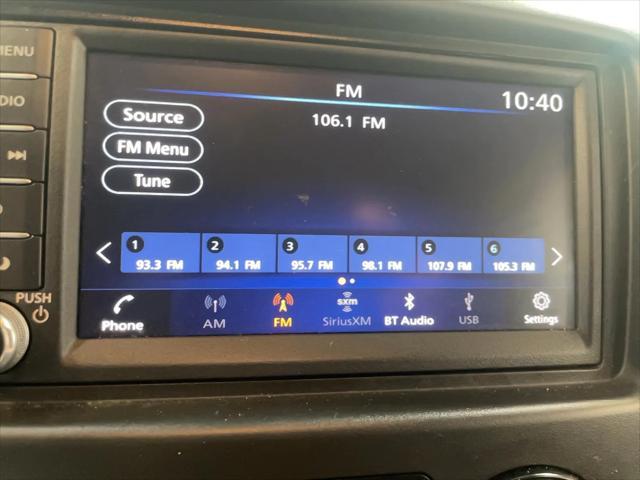 MENU
FM
10:40
Source
106.1 FM
FM Menu
Tune
1 2 3 4 5 6
93.3 FM 94.1 FM 95.7 FM 98.1 FM 107.9 FM 105.3 FM
PUSH
sxm
Phone AM FM SiriusXM BT Audio USB Settings